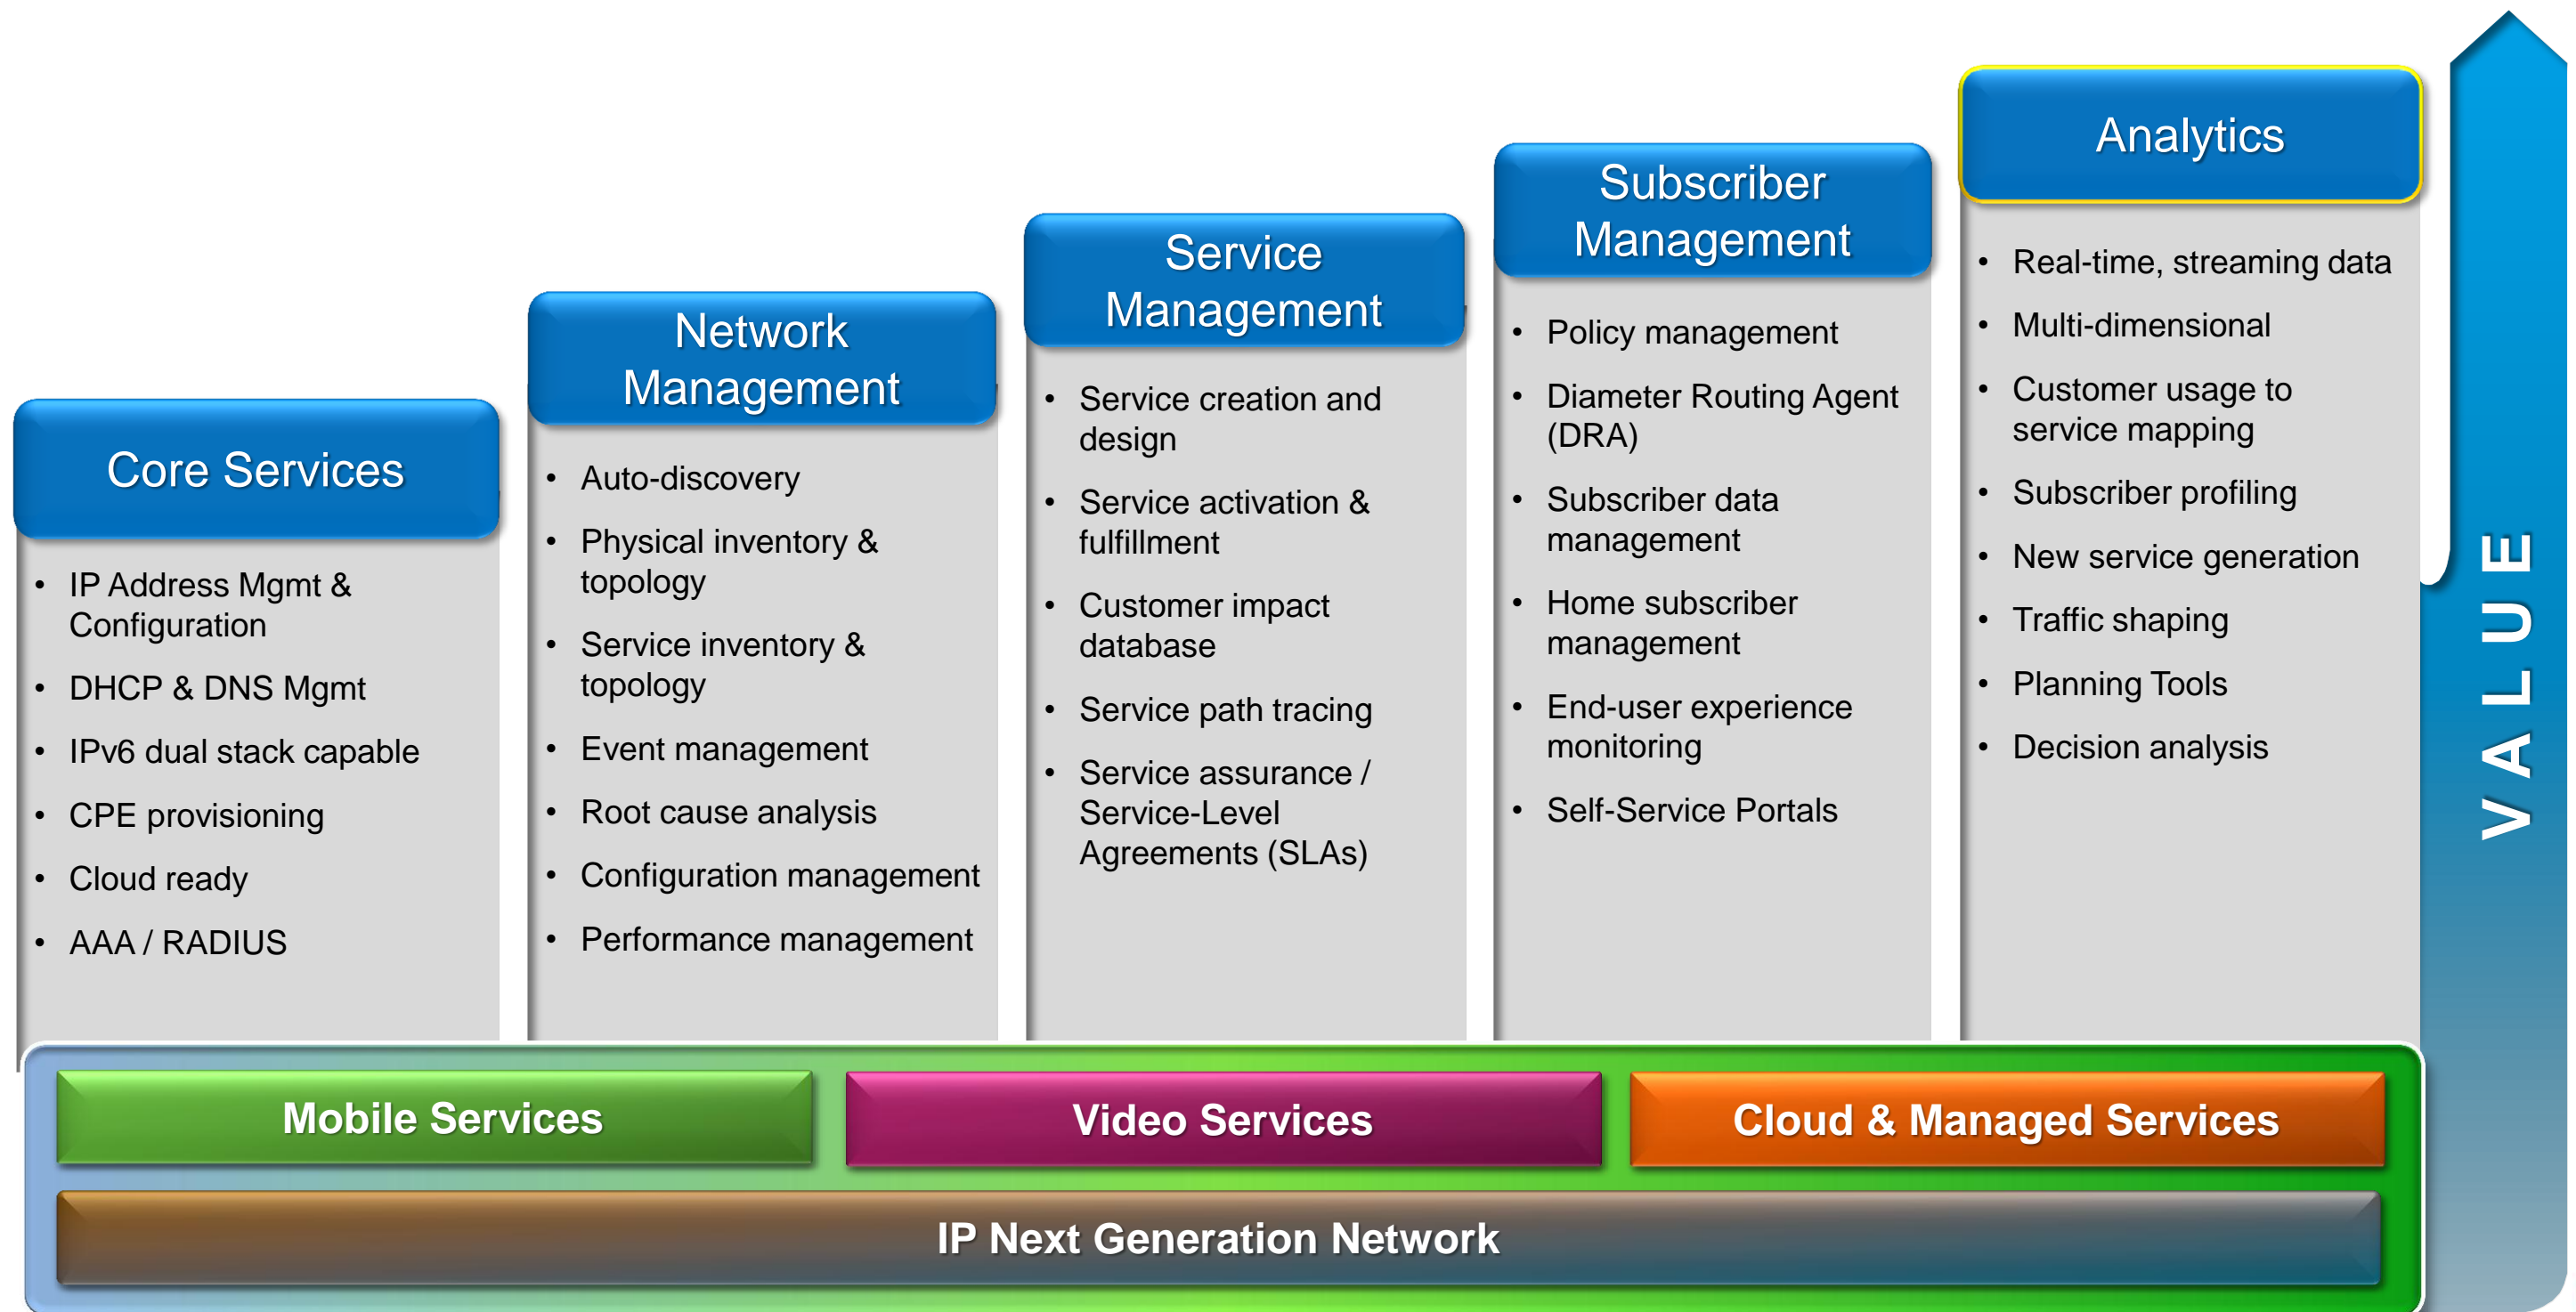 Core Services
• IP Address Mgmt &
Configuration
• DHCP & DNS Mgmt
• IPv6 dual stack capable
• CPE provisioning
• Cloud ready
• AAA / RADIUS
Network
Management
• Auto-discovery
• Physical inventory &
topology
• Service inventory &
topology
• Event management
• Root cause analysis
• Configuration management
• Performance management
Service
Management
• Service creation and
design
• Service activation &
fulfillment
• Customer impact
database
• Service path tracing
• Service assurance /
Service-Level
Agreements (SLAs)
Subscriber
Management
• Policy management
• Diameter Routing Agent
(DRA)
• Subscriber data
management
• Home subscriber
management
• End-user experience
monitoring
• Self-Service Portals
Analytics
• Real-time, streaming data
• Multi-dimensional
• Customer usage to
service mapping
• Subscriber profiling
• New service generation
• Traffic shaping
• Planning Tools
• Decision analysis
VALUE
Mobile Services
Video Services
Cloud & Managed Services
IP Next Generation Network